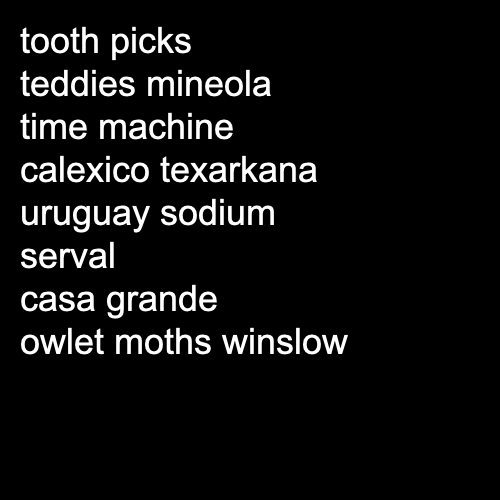 tooth picks
teddies mineola
time machine
calexico texarkana
uruguay sodium
serval
casa grande
owlet moths winslow